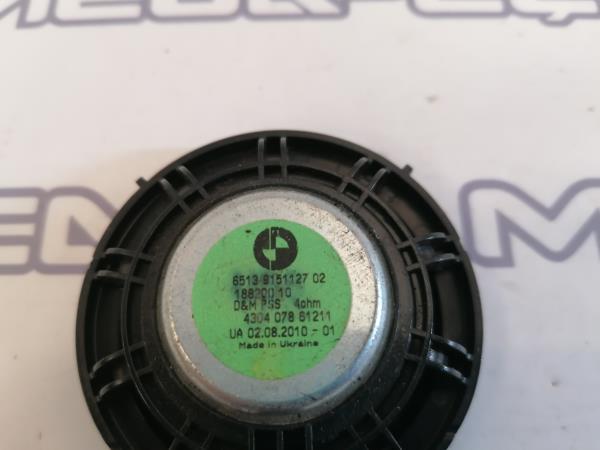 6513 9151127 02
188200 10
D&M PSS 4ohm
4304 078 61211
UA 02.08.2010 - 01
Made in Ukraine